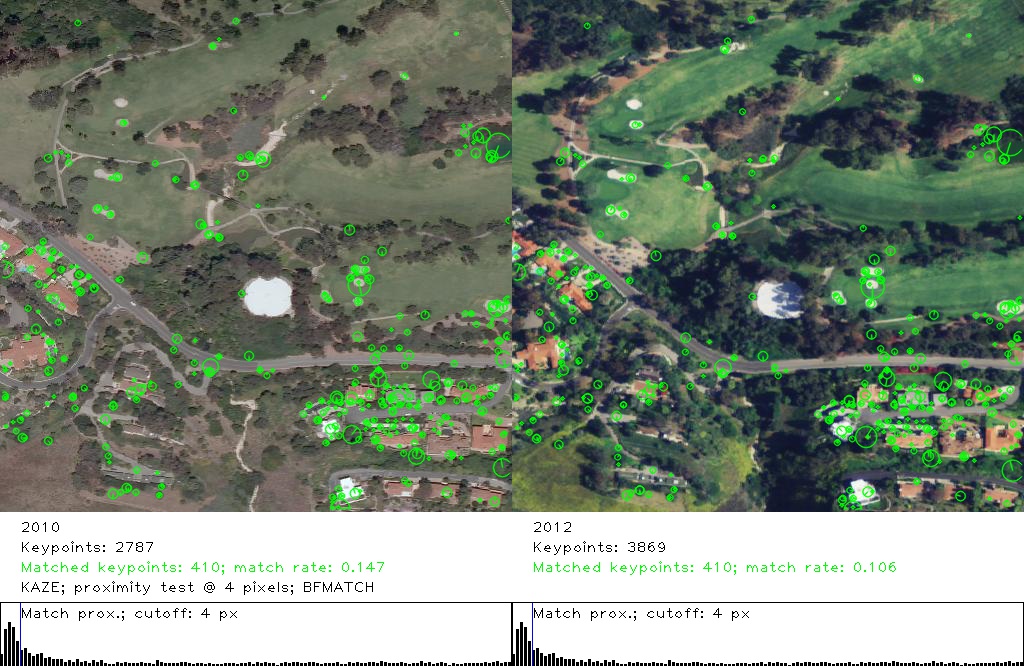 2010
Keypoints: 2787
Matched keypoints: 410; match rate: 0.147
KAZE; proximity test @ 4 pixels; BFMATCH
2012
Keypoints: 3869
Matched keypoints: 410; match rate: 0.106
Match prox.; cutoff: 4 px
Match prox.; cutoff: 4 px